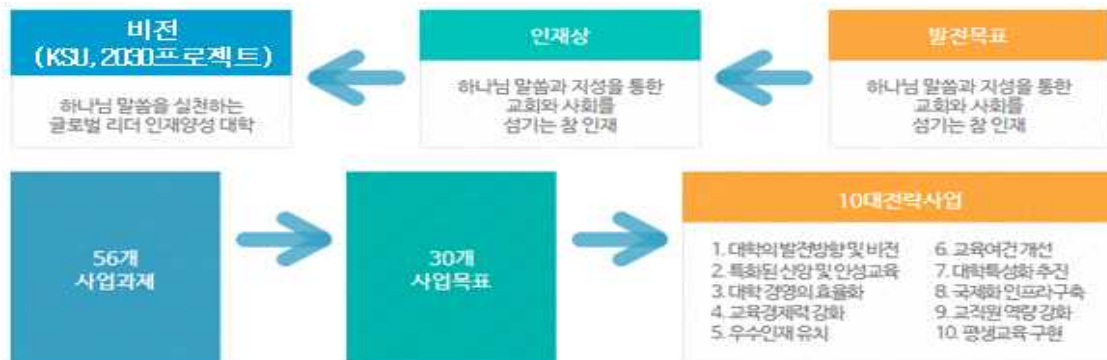 비전
(KSU, 2030프로젝트)
하나님 말씀을 실천하는
글로벌 리더 인재양성 대학
인재상
하나님 말씀과 지성을 통한
교회와 사회를
섬기는 참 인재
발전목표
하나님 말씀과 지성을 통한
교회와 사회를
섬기는 참 인재
56개
사업과제
30개
사업목표
10대전략사업
1. 대학의 발전방향 및 비전
2. 특화된 신앙 및 인성교육
3. 대학 경영의 효율화
4. 교육경제력 강화
5. 우수인재 유치
6. 교육여건 개선
7. 대학특성화 추진
8. 국제화 인프라구축
9. 교직원 역량 강화
10. 평생교육 구현